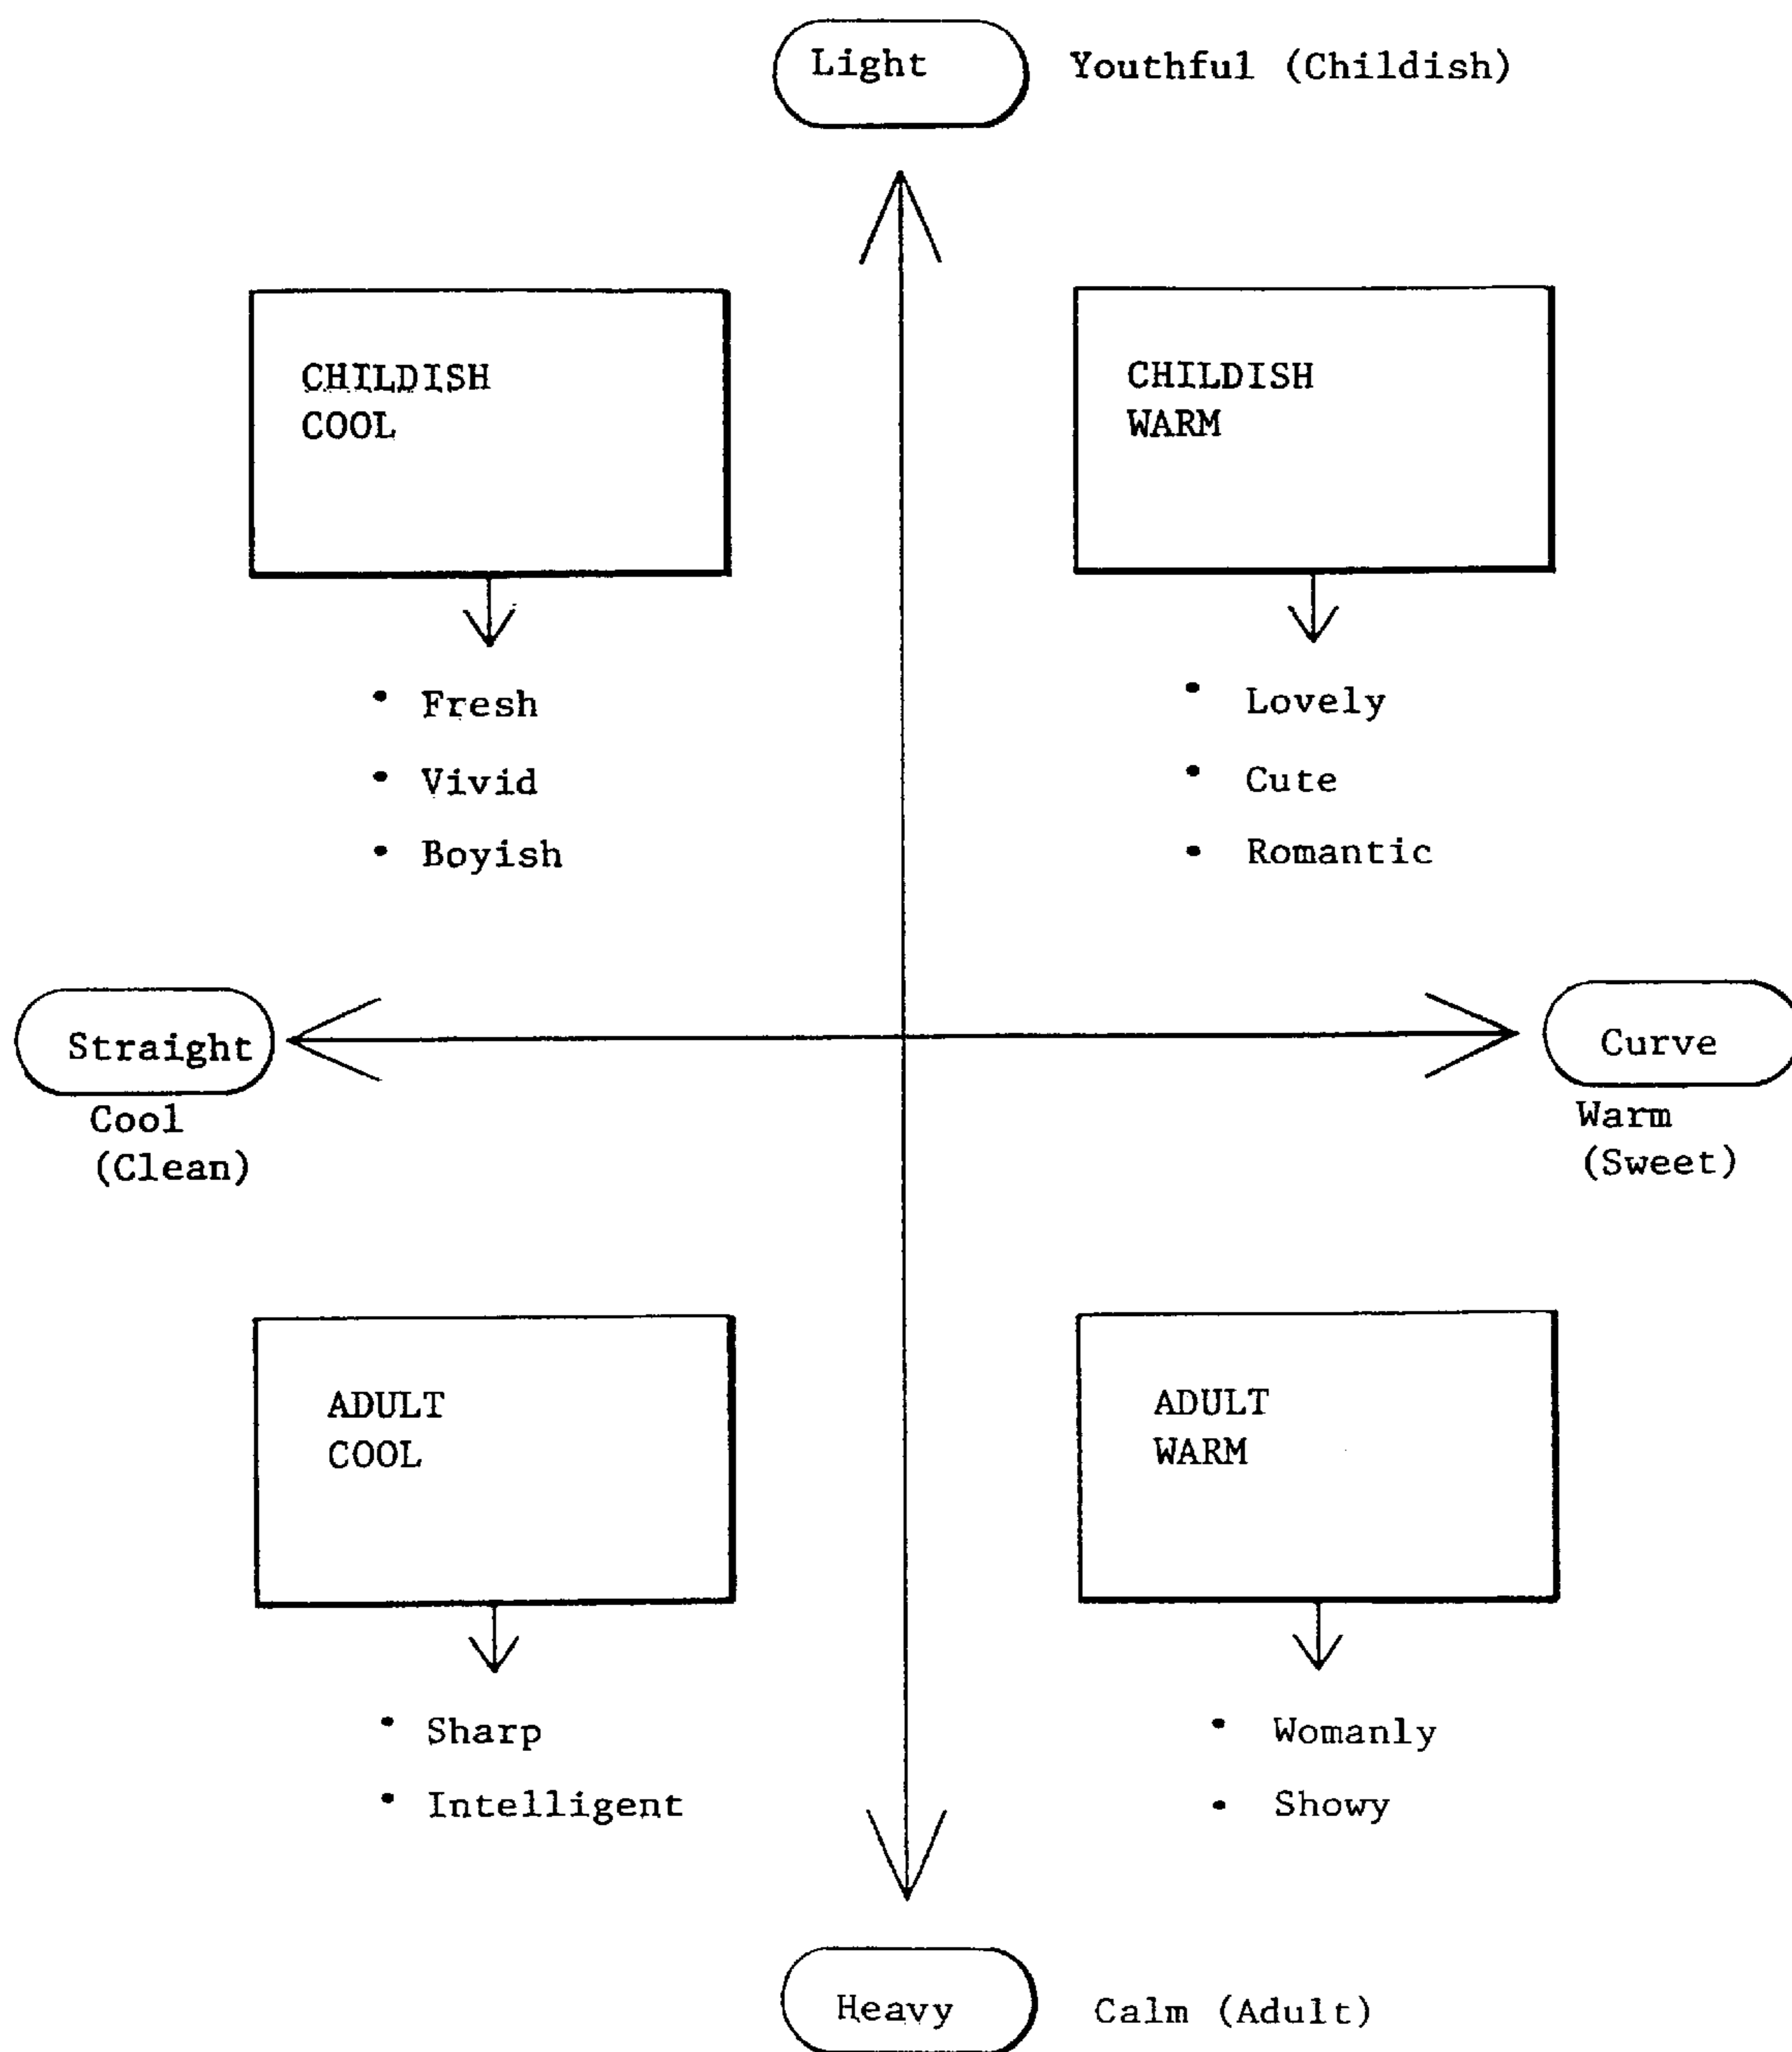 Light
Youthful (Childish)
CHILDISH
COOL
CHILDISH
WARM
• Fresh
• Vivid
• Boyish
• Lovely
• Cute
• Romantic
Straight
Cool
(Clean)
Curve
Warm
(Sweet)
ADULT
COOL
ADULT
WARM
• Sharp
• Intelligent
• Womanly
• Showy
Heavy
Calm (Adult)